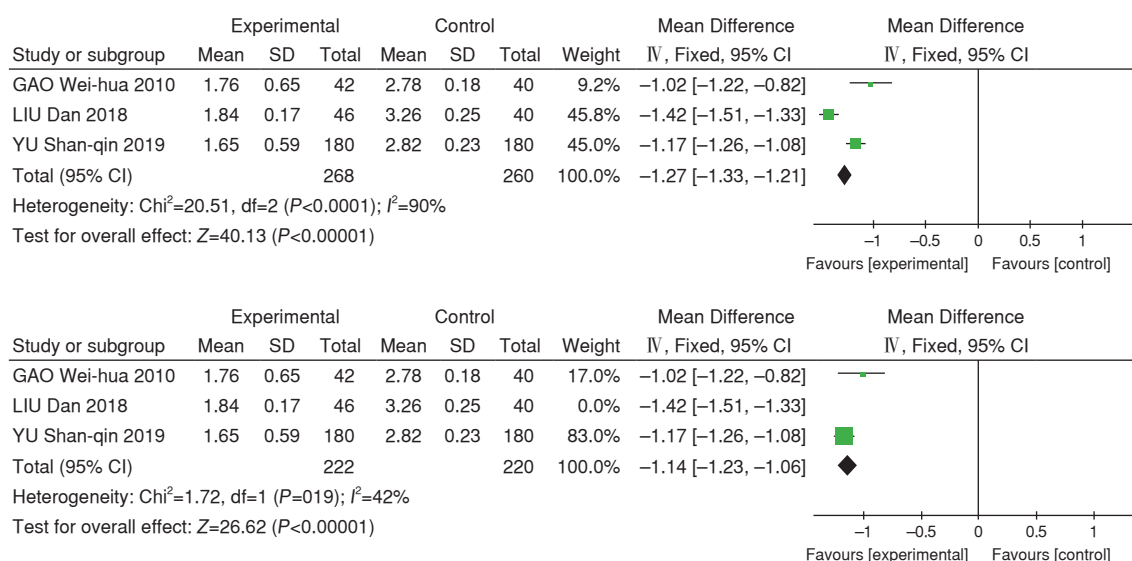 Experimental Control Mean Difference Mean Difference
Study or subgroup Mean SD Total Mean SD Total Weight Ⅳ, Fixed, 95% CI Ⅳ, Fixed, 95% CI
GAO Wei-hua 2010 1.76 0.65 42 2.78 0.18 40 9.2% –1.02 [–1.22, –0.82]
LIU Dan 2018 1.84 0.17 46 3.26 0.25 40 45.8% –1.42 [–1.51, –1.33]
YU Shan-qin 2019 1.65 0.59 180 2.82 0.23 180 45.0% –1.17 [–1.26, –1.08]
Total (95% CI) 268 260 100.0% –1.27 [–1.33, –1.21]
Heterogeneity: Chi²=20.51, df=2 (P<0.0001); I²=90%
Test for overall effect: Z=40.13 (P<0.00001)
–1 –0.5 0 0.5 1
Favours [experimental] Favours [control]
Experimental Control Mean Difference Mean Difference
Study or subgroup Mean SD Total Mean SD Total Weight Ⅳ, Fixed, 95% CI Ⅳ, Fixed, 95% CI
GAO Wei-hua 2010 1.76 0.65 42 2.78 0.18 40 17.0% –1.02 [–1.22, –0.82]
LIU Dan 2018 1.84 0.17 46 3.26 0.25 40 0.0% –1.42 [–1.51, –1.33]
YU Shan-qin 2019 1.65 0.59 180 2.82 0.23 180 83.0% –1.17 [–1.26, –1.08]
Total (95% CI) 222 220 100.0% –1.14 [–1.23, –1.06]
Heterogeneity: Chi²=1.72, df=1 (P=019); I²=42%
Test for overall effect: Z=26.62 (P<0.00001)
–1 –0.5 0 0.5 1
Favours [experimental] Favours [control]